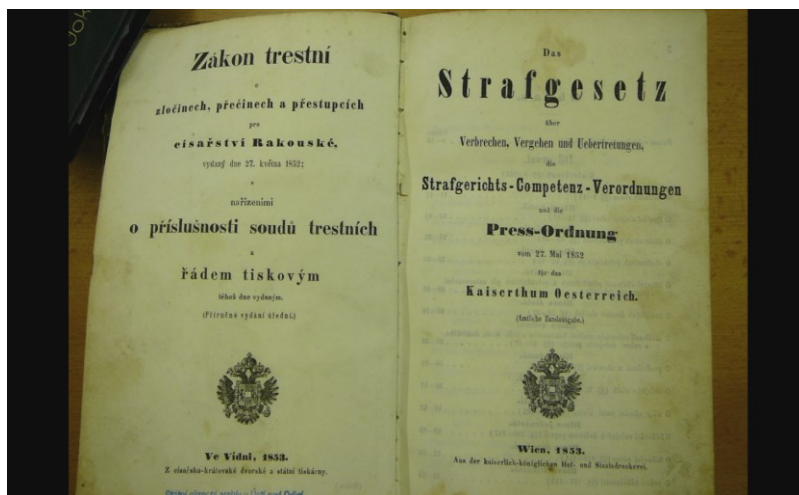 Zákon trestní
o
zločinech, přečinech a přestupcích
pro
císařství Rakouské,
vydaný dne 27. května 1852;
s
nařízeními
o příslušnosti soudů trestních
a
řádem tiskovým
téhož dne vydaným.
(Příruční vydání úřední.)
Ve Vídni, 1853.
Z císařsko-královské dvorské a státní tiskárny.
Das
Strafgesetz
über
Verbrechen, Vergehen und Uebertretungen,
die
Strafgerichts-Competenz-Verordnungen
und die
Press-Ordnung
vom 27. Mai 1852
für das
Kaiserthum Oesterreich.
(Amtliche Handausgabe.)
Wien, 1853.
Aus der kaiserlich-königlichen Hof- und Staatsdruckerei.